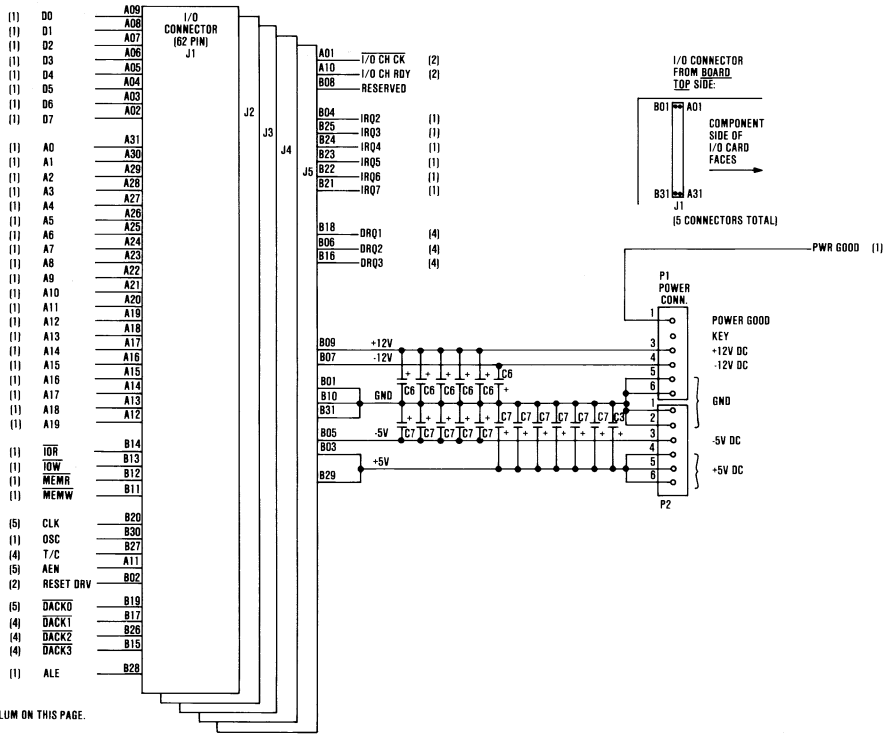 (1) D0 A09
(1) D1 A08
(1) D2 A07
(1) D3 A06
(1) D4 A05
(1) D5 A04
(1) D6 A03
(1) D7 A02
(1) A0 A31
(1) A1 A30
(1) A2 A29
(1) A3 A28
(1) A4 A27
(1) A5 A26
(1) A6 A25
(1) A7 A24
(1) A8 A23
(1) A9 A22
(1) A10 A21
(1) A11 A20
(1) A12 A19
(1) A13 A18
(1) A14 A17
(1) A15 A16
(1) A16 A15
(1) A17 A14
(1) A18 A13
(1) A19 A12
(1) IOR B14
(1) IOW B13
(1) MEMR B12
(1) MEMW B11
(5) CLK B20
(1) OSC B30
(4) T/C B27
(5) AEN A11
(2) RESET DRV B02
(5) DACK0 B19
(4) DACK1 B17
(4) DACK2 B26
(4) DACK3 B15
(1) ALE B28
LUM ON THIS PAGE.
I/O
CONNECTOR
(62 PIN)
J1
J2
J3
J4
J5
A01 I/O CH CK (2)
A10 I/O CH RDY (2)
B08 RESERVED
B04 IRQ2 (1)
B25 IRQ3 (1)
B24 IRQ4 (1)
B23 IRQ5 (1)
B22 IRQ6 (1)
B21 IRQ7 (1)
B18 DRQ1 (4)
B06 DRQ2 (4)
B16 DRQ3 (4)
B09 +12V
B07 -12V
B01
B10 GND
B31
B05 -5V
B03
+5V
B29
+ + + + +
C6 C6 C6 C6 C6 C6
+
+ + + + +
C7 C7 C7 C7 C7 C7 C7 C7 C7 C7 C7 C3
+ + + + + + +
I/O CONNECTOR
FROM BOARD
TOP SIDE:
B01 A01
COMPONENT
SIDE OF
I/O CARD
FACES
B31 A31
J1
(5 CONNECTORS TOTAL)
PWR GOOD (1)
P1
POWER
CONN.
1 POWER GOOD
KEY
3 +12V DC
4 -12V DC
5
6
GND
1
2
3 -5V DC
4
5 +5V DC
6
P2